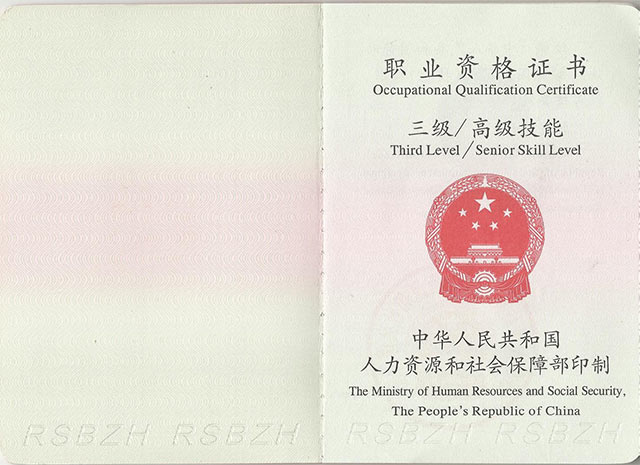 职业资格证书
Occupational Qualification Certificate
三级/高级技能
Third Level/Senior Skill Level
中华人民共和国
人力资源和社会保障部印制
The Ministry of Human Resources and Social Security,
The People's Republic of China
RSBZH RSBZH RSBZH RSBZH